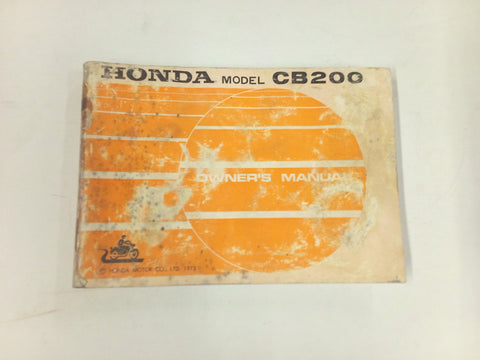 HONDA MODEL CB200
OWNER'S MANUAL
© HONDA MOTOR CO., LTD. 1973